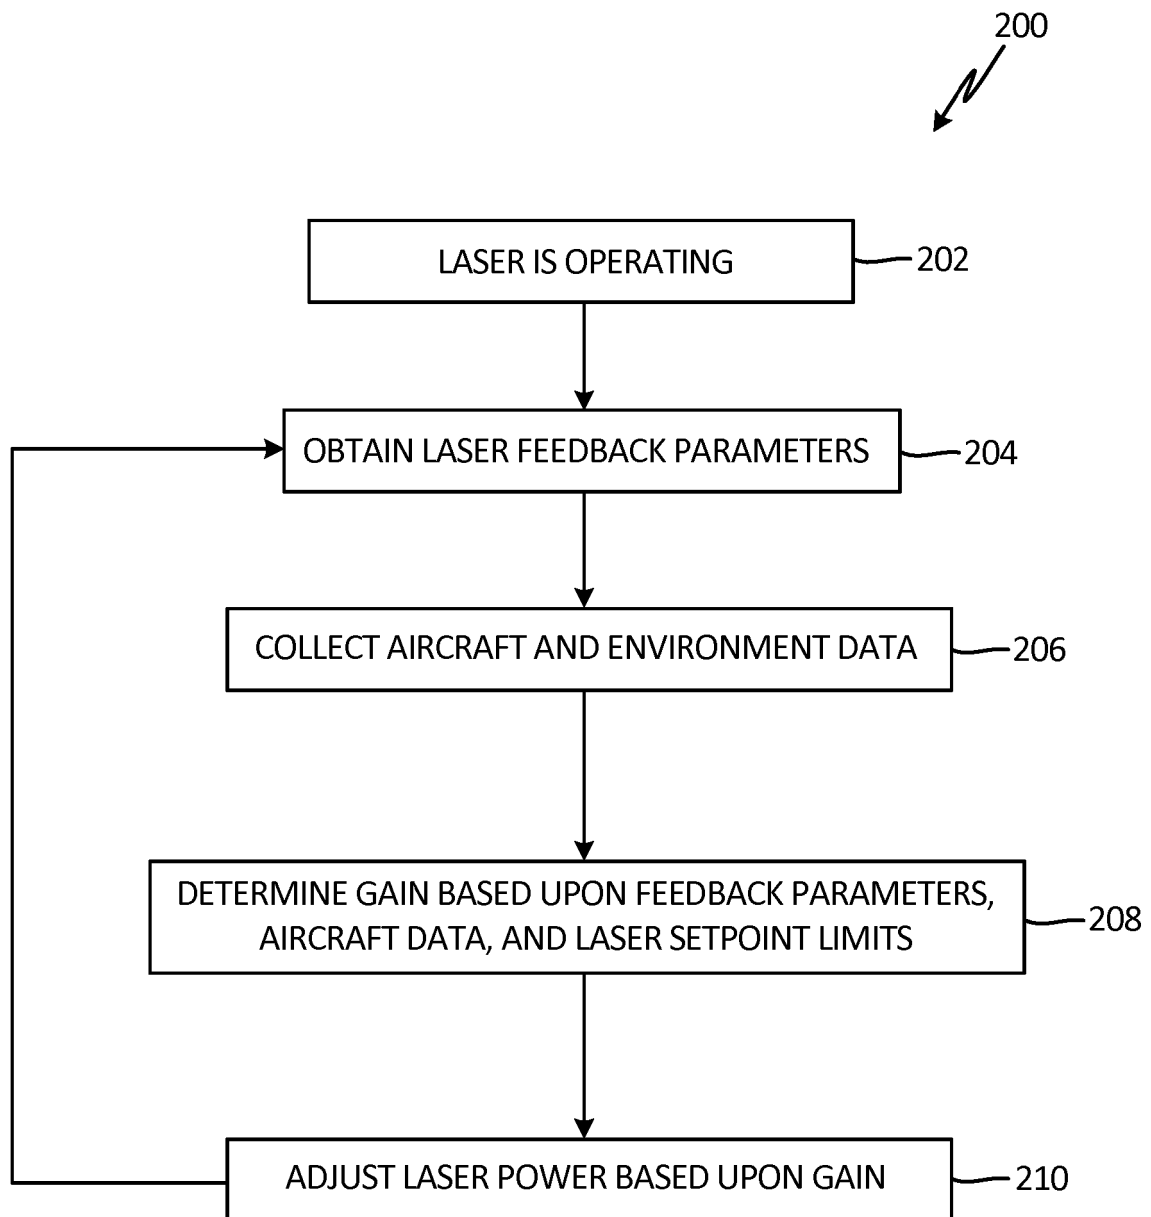 200
LASER IS OPERATING
202
OBTAIN LASER FEEDBACK PARAMETERS
204
COLLECT AIRCRAFT AND ENVIRONMENT DATA
206
DETERMINE GAIN BASED UPON FEEDBACK PARAMETERS,
AIRCRAFT DATA, AND LASER SETPOINT LIMITS
208
ADJUST LASER POWER BASED UPON GAIN
210